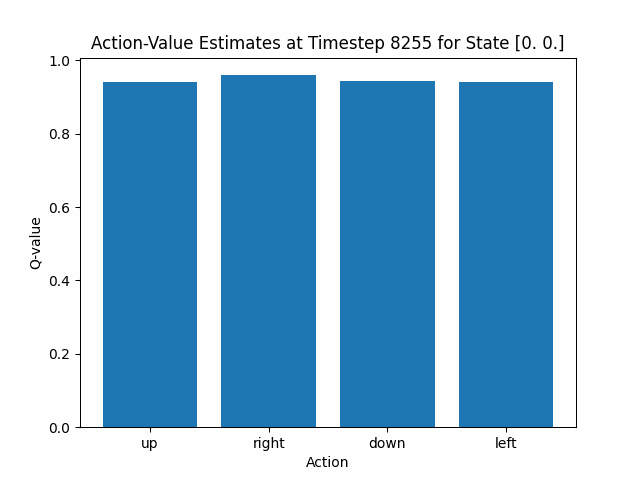 Action-Value Estimates at Timestep 8255 for State [0. 0.]
1.0
0.8
0.6
0.4
0.2
0.0
Q-value
up right down left
Action